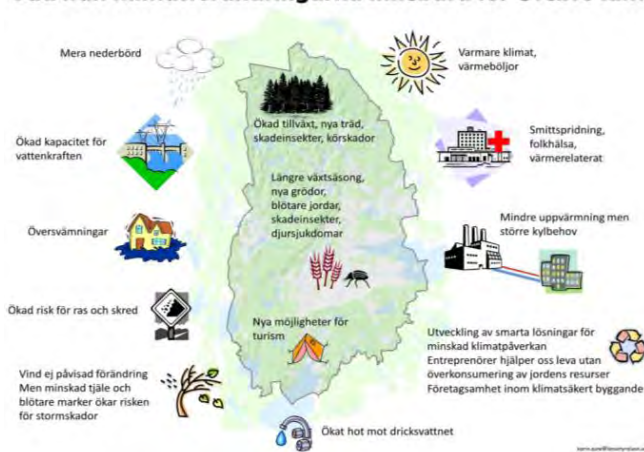 Mera nederbörd
Varmare klimat,
värmeböljor
Ökad tillväxt, nya träd,
skadeinsekter, körskador
Ökad kapacitet för
vattenkraften
Smittspridning,
folkhälsa,
värmerelaterat
Längre växtsäsong,
nya grödor,
blötare jordar,
skadeinsekter,
djursjukdomar
Översvämningar
Mindre uppvärmning men
större kylbehov
Ökad risk för ras och skred
Nya möjligheter för
turism
Utveckling av smarta lösningar för
minskad klimatpåverkan
Entreprenörer hjälper oss leva utan
överkonsumering av jordens resurser
Företagsamhet inom klimatsäkert byggande
Vind ej påvisad förändring
Men minskad tjäle och
blötare marker ökar risken
för stormskador
Ökat hot mot dricksvattnet